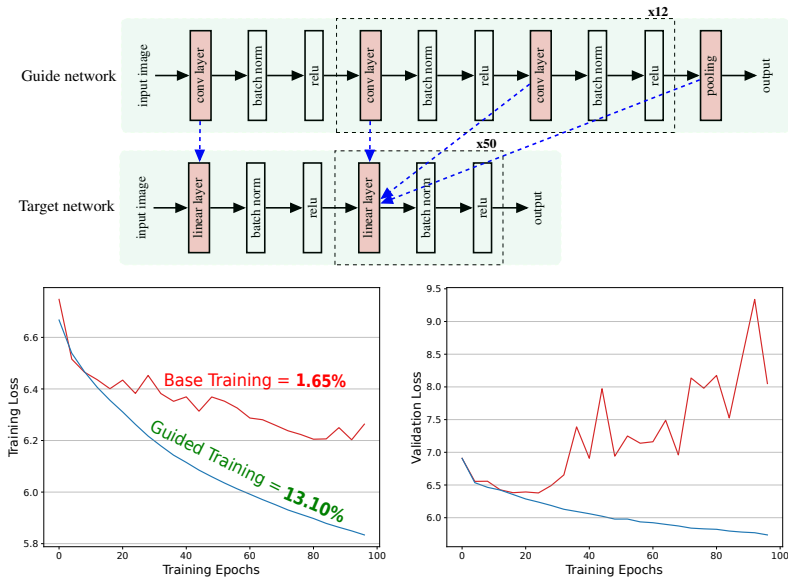 x12
Guide network
input image
conv layer
batch norm
relu
conv layer
batch norm
relu
conv layer
batch norm
relu
pooling
output
x50
Target network
input image
linear layer
batch norm
relu
linear layer
batch norm
relu
output
6.6
6.4
6.2
6.0
5.8
Training Loss
Base Training = 1.65%
Guided Training = 13.10%
0 20 40 60 80 100
Training Epochs
9.5
9.0
8.5
8.0
7.5
7.0
6.5
6.0
Validation Loss
0 20 40 60 80 100
Training Epochs